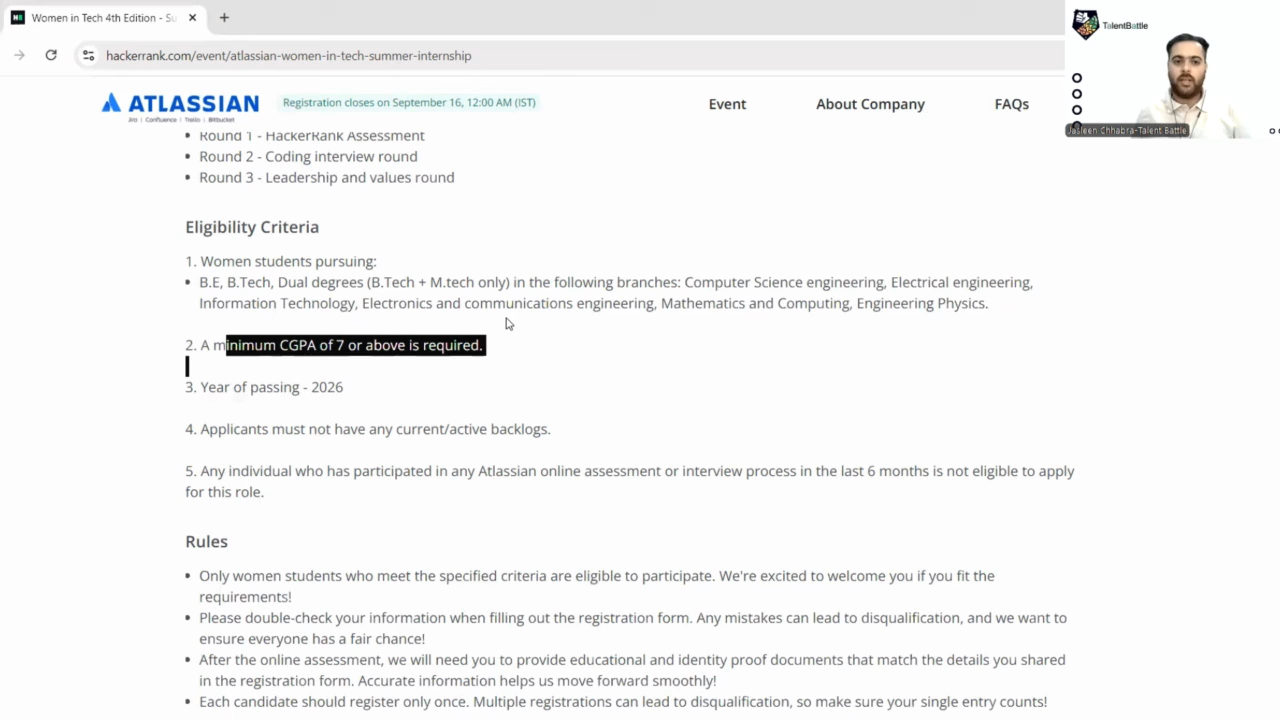 Women in Tech 4th Edition - Su
hackerrank.com/event/atlassian-women-in-tech-summer-internship
TalentBattle
Jasleen Chhabra-Talent Battle
ATLASSIAN
Jira | Confluence | Trello | Bitbucket
Registration closes on September 16, 12:00 AM (IST)
Event
About Company
FAQs
Round 1 - HackerRank Assessment
Round 2 - Coding interview round
Round 3 - Leadership and values round
Eligibility Criteria
1. Women students pursuing:
B.E, B.Tech, Dual degrees (B.Tech + M.tech only) in the following branches: Computer Science engineering, Electrical engineering,
Information Technology, Electronics and communications engineering, Mathematics and Computing, Engineering Physics.
2. A minimum CGPA of 7 or above is required.
3. Year of passing - 2026
4. Applicants must not have any current/active backlogs.
5. Any individual who has participated in any Atlassian online assessment or interview process in the last 6 months is not eligible to apply
for this role.
Rules
Only women students who meet the specified criteria are eligible to participate. We're excited to welcome you if you fit the
requirements!
Please double-check your information when filling out the registration form. Any mistakes can lead to disqualification, and we want to
ensure everyone has a fair chance!
After the online assessment, we will need you to provide educational and identity proof documents that match the details you shared
in the registration form. Accurate information helps us move forward smoothly!
Each candidate should register only once. Multiple registrations can lead to disqualification, so make sure your single entry counts!